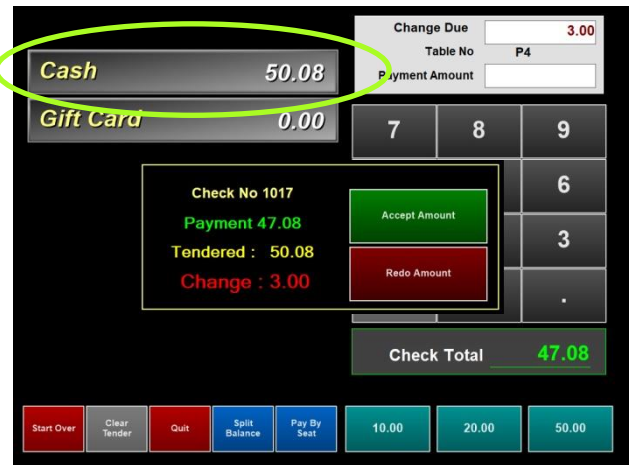 Change Due 3.00
Table No P4
Payment Amount
Cash 50.08
Gift Card 0.00
7 8 9
6
3
.
Check No 1017
Payment 47.08
Tendered : 50.08
Change : 3.00
Accept Amount
Redo Amount
Check Total 47.08
Start Over
Clear
Tender
Quit
Split
Balance
Pay By
Seat
10.00
20.00
50.00